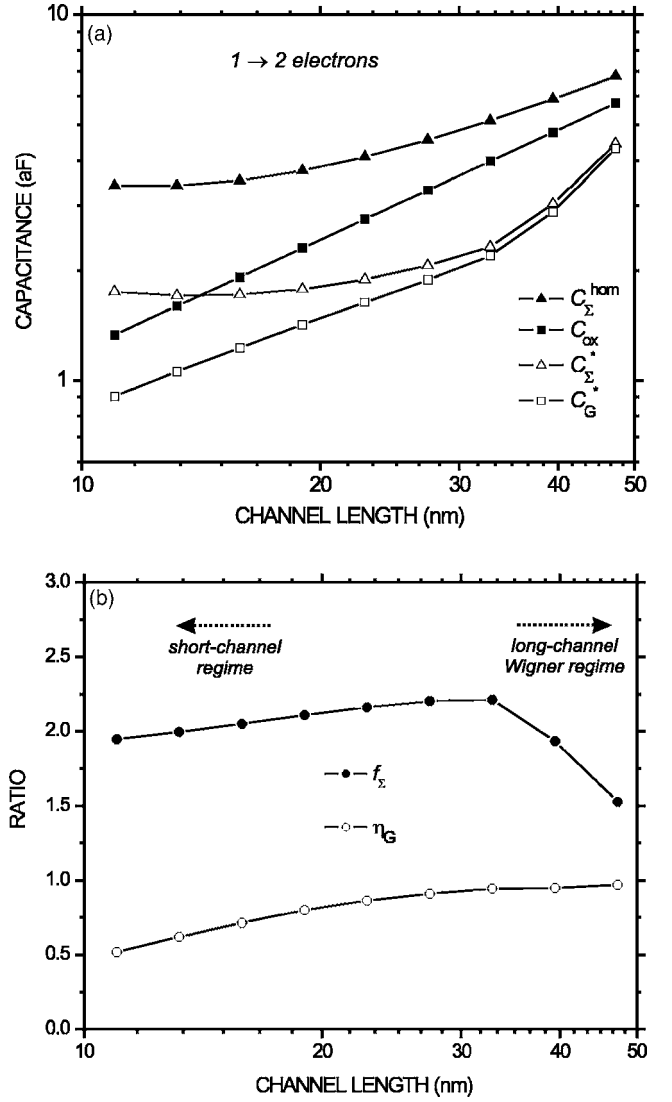 (a)
1 → 2 electrons
10
1
CAPACITANCE (aF)
C_Σ^hom
C_ox
C_Σ^*
C_G^*
10 20 30 40 50
CHANNEL LENGTH (nm)
(b)
3.0
2.5
2.0
1.5
1.0
0.5
0.0
RATIO
short-channel
regime
long-channel
Wigner regime
f_Σ
η_G
10 20 30 40 50
CHANNEL LENGTH (nm)